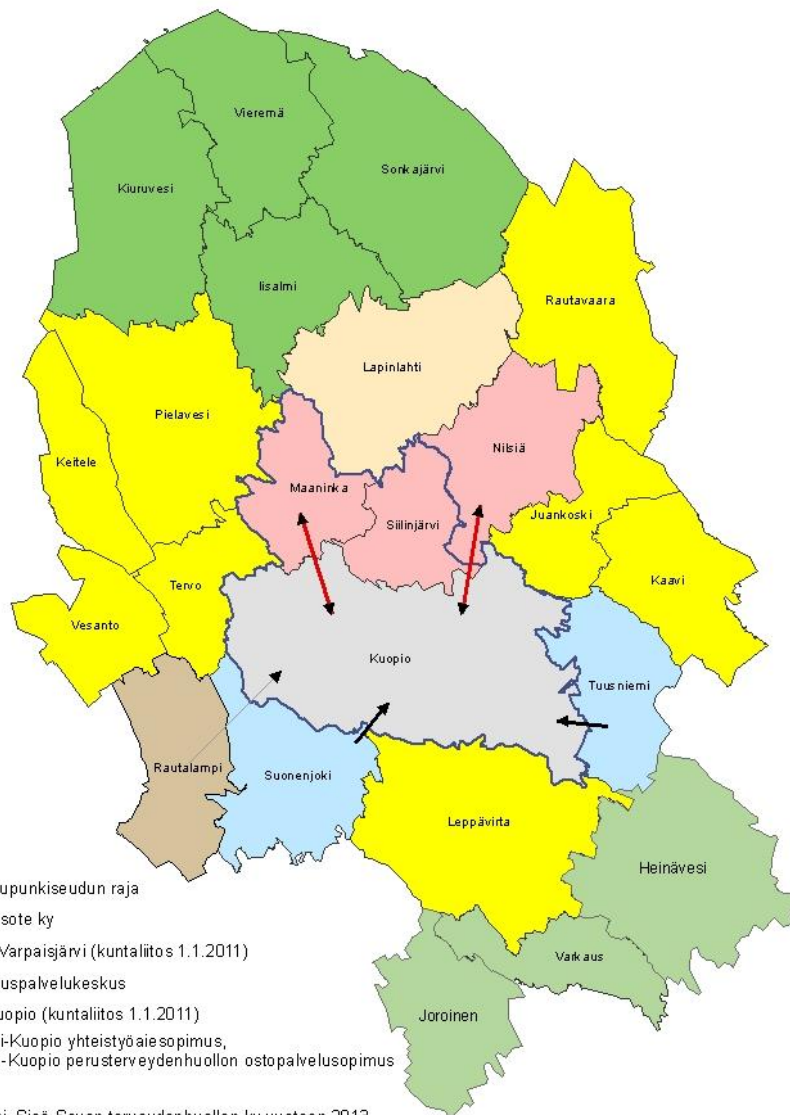 Vieremä
Kiuruvesi
Sonkajärvi
Iisalmi
Rautavaara
Lapinlahti
Pielavesi
Nilsiä
Keitele
Maaninka
Siilinjärvi
Juankoski
Kaavi
Tervo
Vesanto
Kuopio
Tuusniemi
Rautalampi
Suonenjoki
Leppävirta
Heinävesi
Varkaus
Joroinen
upunkiseudun raja
sote ky
Varpaisjärvi (kuntaliitos 1.1.2011)
uspalvelukeskus
uopio (kuntaliitos 1.1.2011)
i-Kuopio yhteistyöaiesopimus,
-Kuopio perusterveydenhuollon ostopalvelusopimus